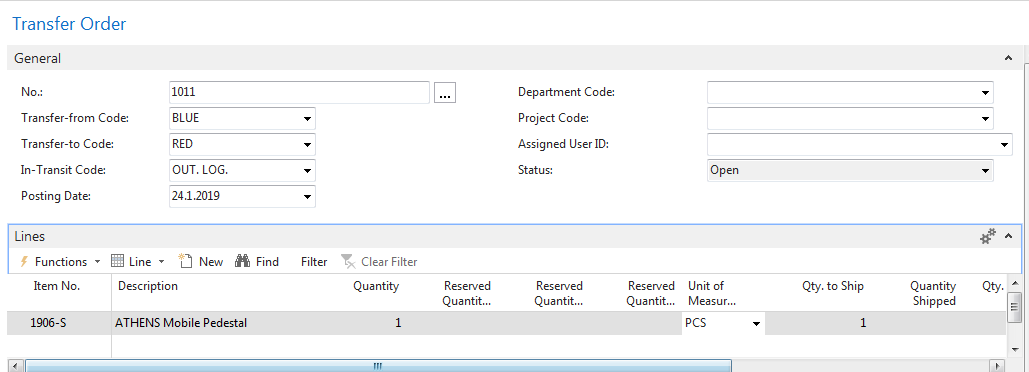 Transfer Order
General
No.: 1011 ... Department Code:
Transfer-from Code: BLUE Project Code:
Transfer-to Code: RED Assigned User ID:
In-Transit Code: OUT. LOG. Status: Open
Posting Date: 24.1.2019
Lines
Functions Line New Find Filter Clear Filter
Item No. Description Quantity Reserved Quantit... Reserved Quantit... Reserved Quantit... Unit of Measur... Qty. to Ship Quantity Shipped Qty.
1906-S ATHENS Mobile Pedestal 1 PCS 1